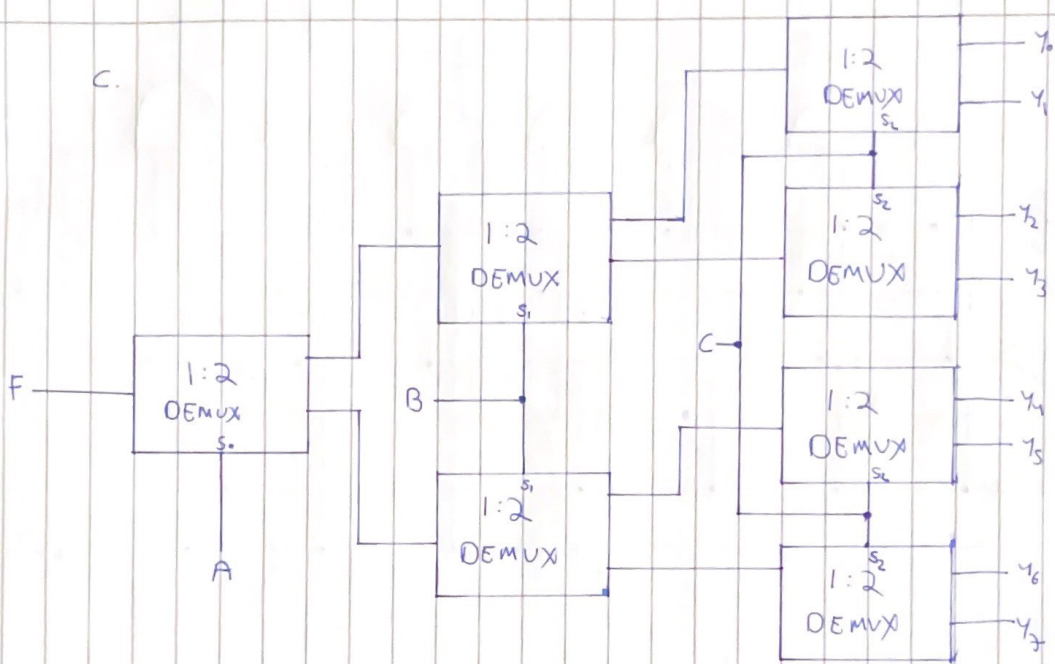 C.
1:2
DEMUX
S₂
Y₀
Y₁
S₂
1:2
DEMUX
Y₂
Y₃
1:2
DEMUX
S₁
F
1:2
DEMUX
S₀
A
B
C
1:2
DEMUX
S₂
Y₄
Y₅
S₁
1:2
DEMUX
S₂
1:2
DEMUX
Y₆
Y₇